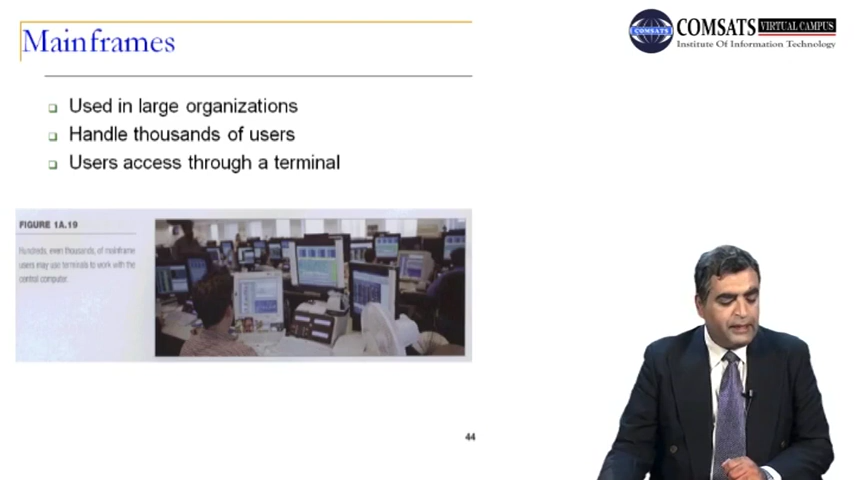 Mainframes
COMSATS VIRTUAL CAMPUS
Institute Of Information Technology
COMSATS
Used in large organizations
Handle thousands of users
Users access through a terminal
FIGURE 1A.19
Hundreds, even thousands, of mainframe
users may use terminals to work with the
central computer.
44